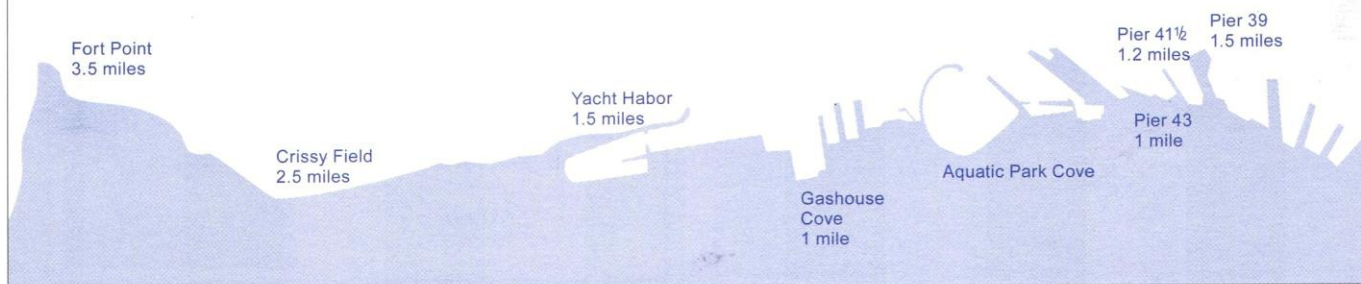 Fort Point
3.5 miles
Crissy Field
2.5 miles
Yacht Habor
1.5 miles
Gashouse
Cove
1 mile
Aquatic Park Cove
Pier 41½
1.2 miles
Pier 43
1 mile
Pier 39
1.5 miles